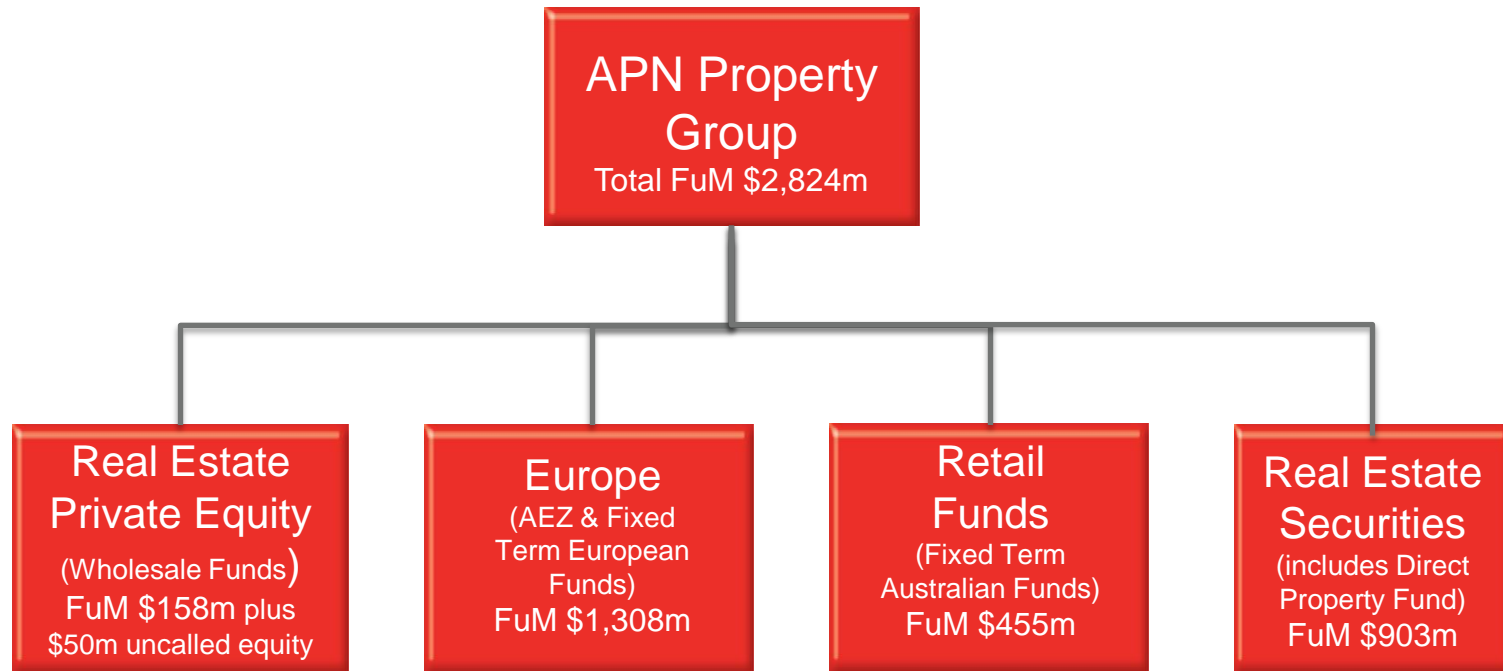 APN Property
Group
Total FuM $2,824m
Real Estate
Private Equity
(Wholesale Funds)
FuM $158m plus
$50m uncalled equity
Europe
(AEZ & Fixed
Term European
Funds)
FuM $1,308m
Retail
Funds
(Fixed Term
Australian Funds)
FuM $455m
Real Estate
Securities
(includes Direct
Property Fund)
FuM $903m